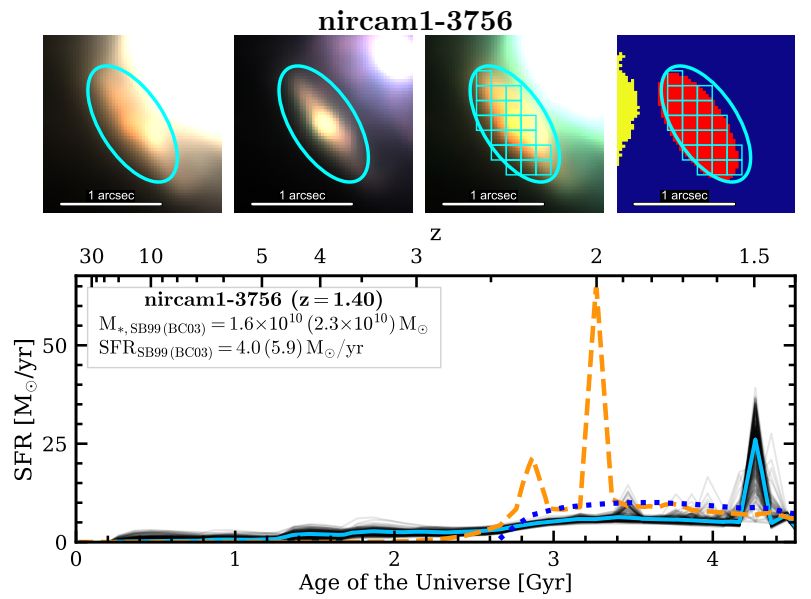 nircam1-3756
1 arcsec
1 arcsec
1 arcsec
1 arcsec
z
30 10 5 4 3 2 1.5
nircam1-3756 (z = 1.40)
M*, SB99 (BC03) = 1.6×10¹⁰ (2.3×10¹⁰) M⊙
SFR SB99 (BC03) = 4.0 (5.9) M⊙/yr
SFR [M⊙/yr]
50
25
0
0 1 2 3 4
Age of the Universe [Gyr]